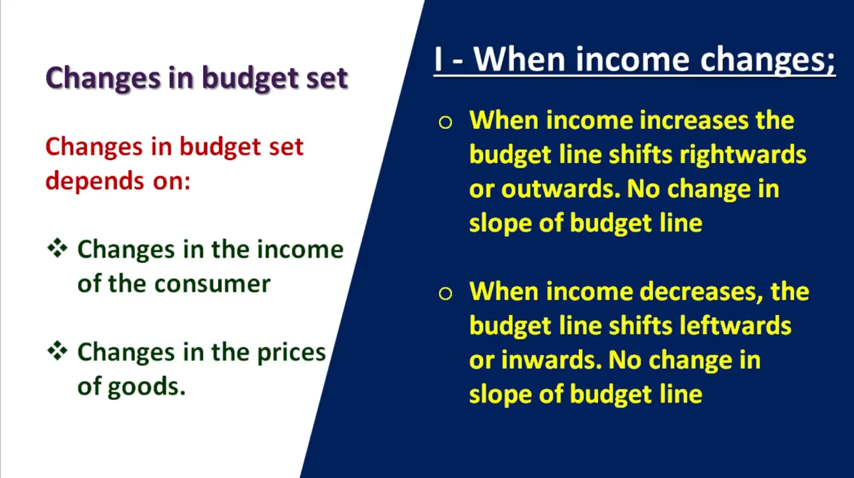 Changes in budget set
Changes in budget set
depends on:
❖ Changes in the income
of the consumer
❖ Changes in the prices
of goods.
I - When income changes;
o When income increases the
budget line shifts rightwards
or outwards. No change in
slope of budget line
o When income decreases, the
budget line shifts leftwards
or inwards. No change in
slope of budget line